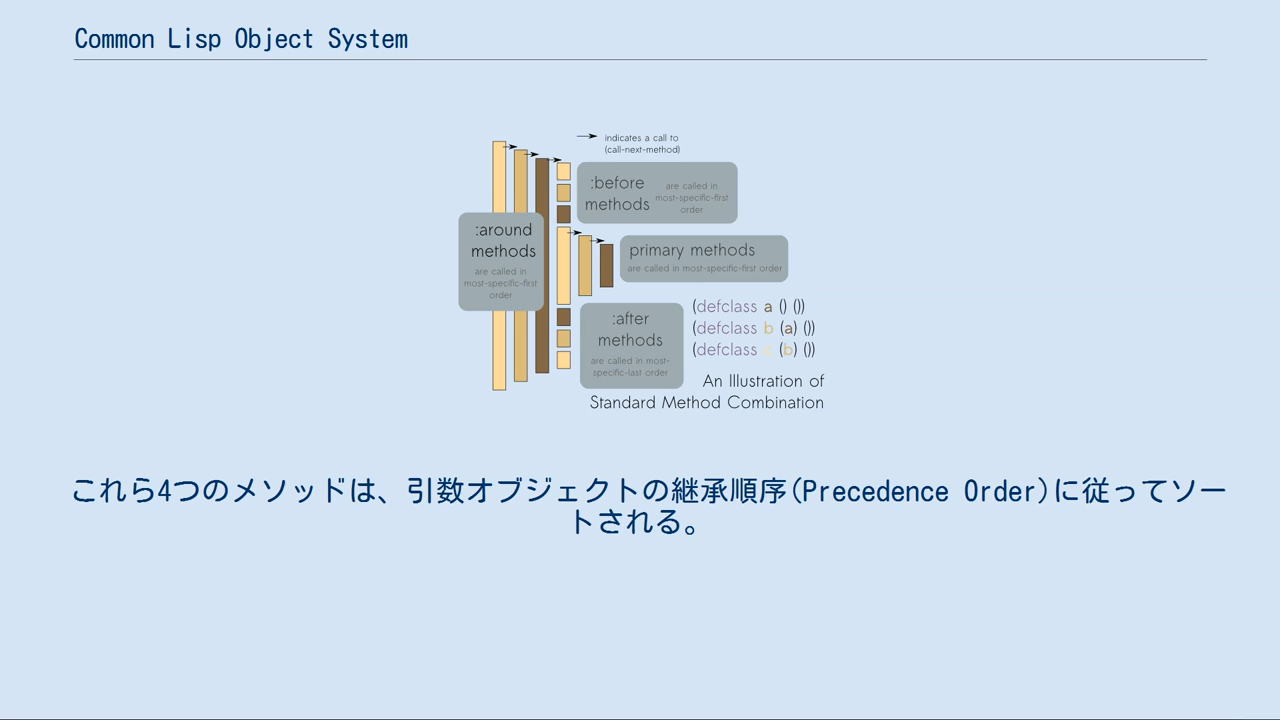 Common Lisp Object System
indicates a call to
(call-next-method)
:before
methods
are called in
most-specific-first
order
:around
methods
are called in
most-specific-first
order
primary methods
are called in most-specific-first order
:after
methods
are called in most-
specific-last order
(defclass a () ())
(defclass b (a) ())
(defclass c (b) ())
An Illustration of
Standard Method Combination
これら4つのメソッドは、引数オブジェクトの継承順序(Precedence Order)に従ってソー
トされる。